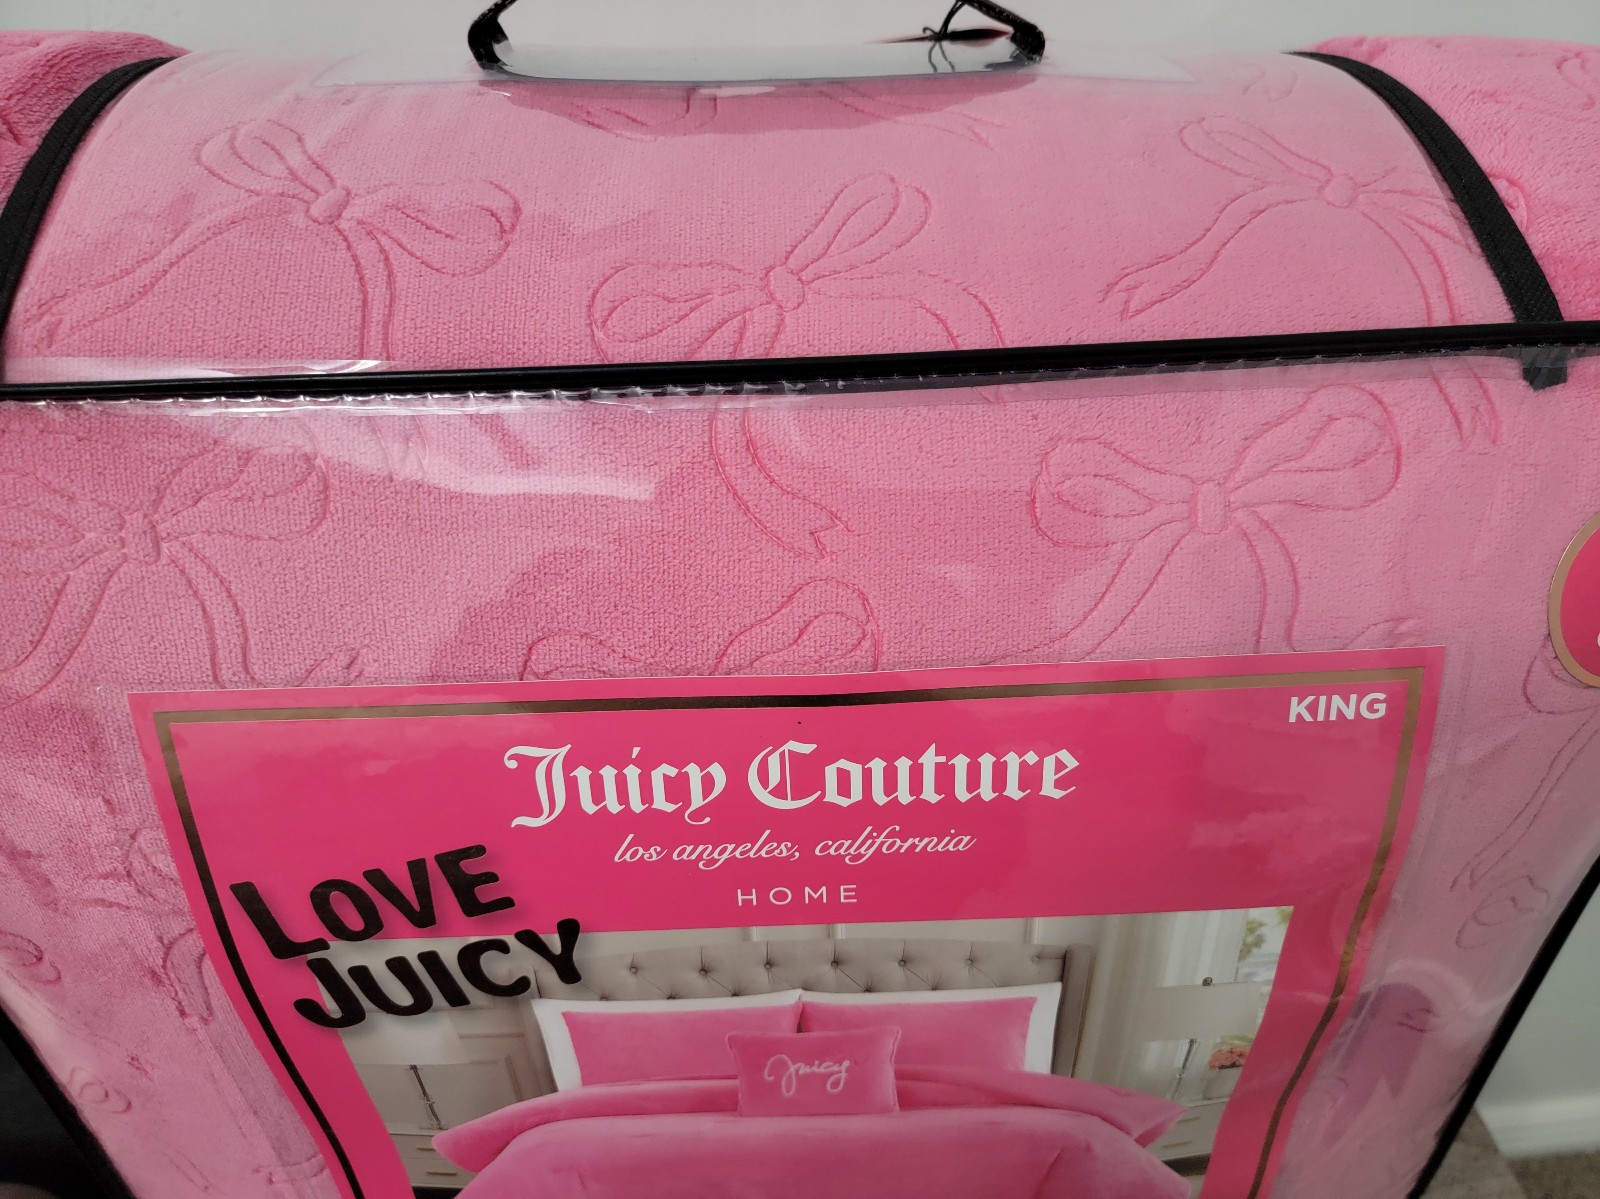 KING
Juicy Couture
los angeles, california
HOME
LOVE
JUICY
Juicy